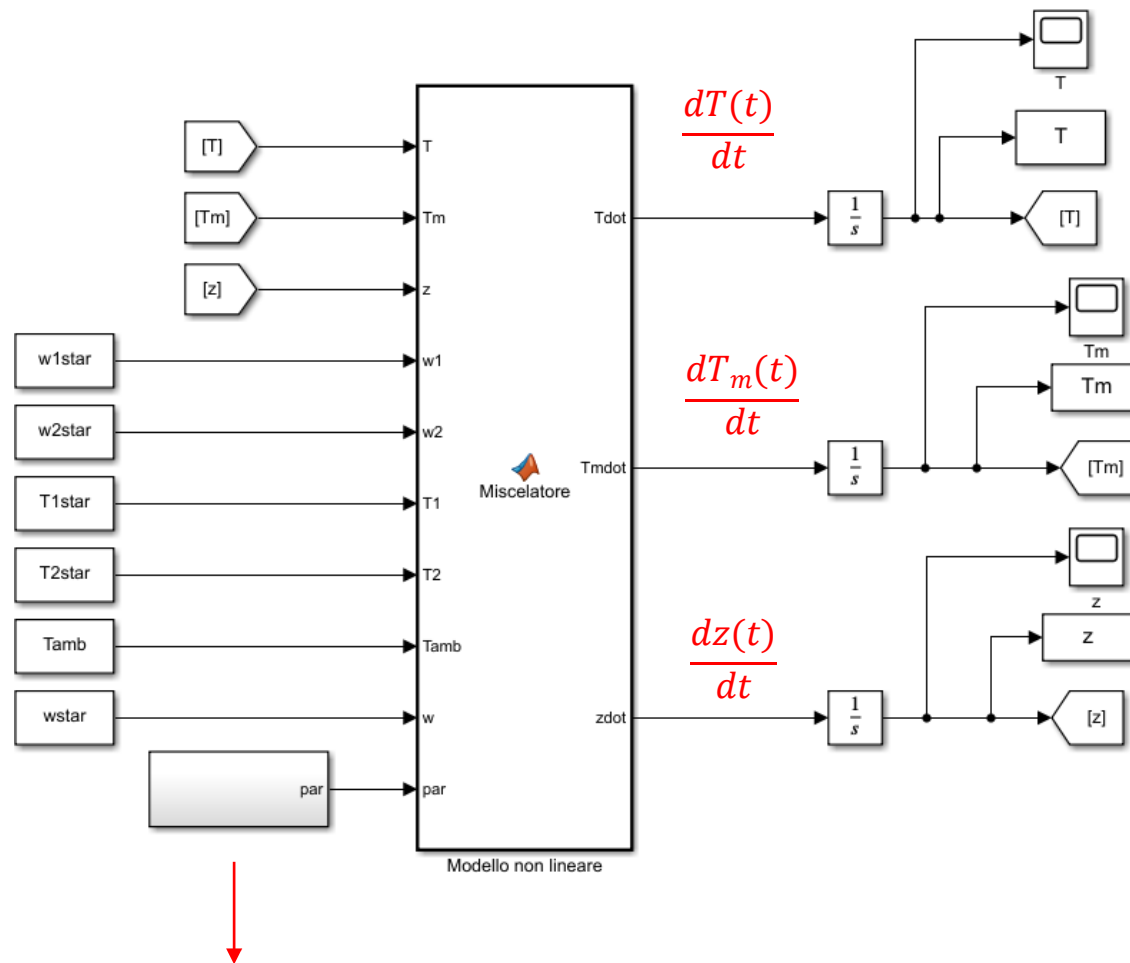 T
[T]
T
dT(t)
dt
T
[Tm]
Tm
Tdot
1
s
[T]
[z]
z
Tm
w1star
w1
dTm(t)
dt
Tm
w2star
w2
Tmdot
1
s
[Tm]
Miscelatore
T1star
T1
T2star
T2
z
Tamb
Tamb
dz(t)
dt
z
wstar
w
zdot
1
s
[z]
par
par
Modello non lineare